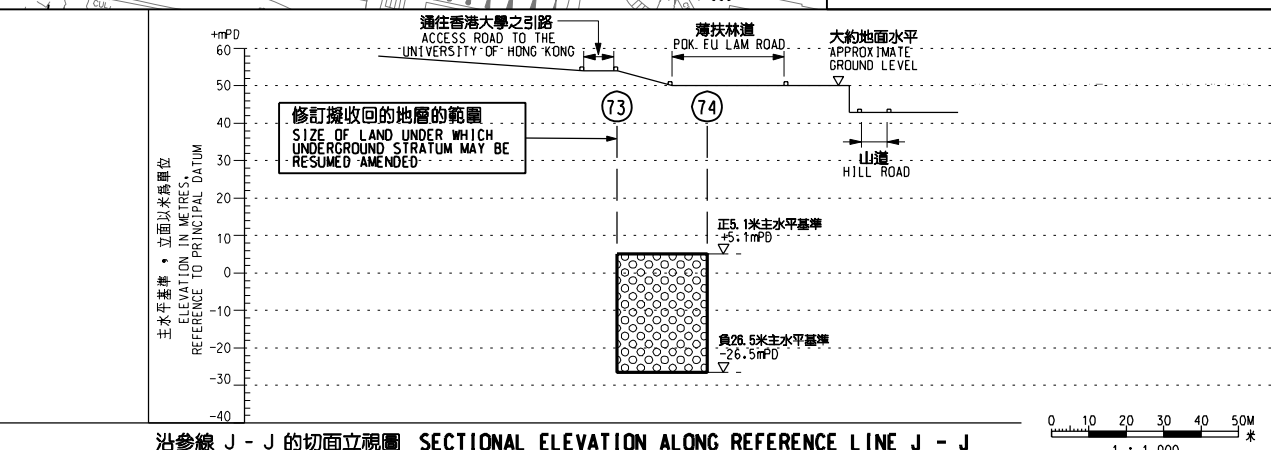 +mPD
60
50
40
30
20
10
0
-10
-20
-30
-40
主水平基準，立面以米爲單位
ELEVATION IN METRES,
REFERENCE TO PRINCIPAL DATUM
通往香港大學之引路
ACCESS ROAD TO THE
UNIVERSITY OF HONG KONG
薄扶林道
POK FU LAM ROAD
大約地面水平
APPROXIMATE
GROUND LEVEL
73
74
修訂擬收回的地層的範圍
SIZE OF LAND UNDER WHICH
UNDERGROUND STRATUM MAY BE
RESUMED AMENDED
山道
HILL ROAD
正5.1米主水平基準
+5.1mPD
負26.5米主水平基準
-26.5mPD
沿參線 J - J 的切面立視圖 SECTIONAL ELEVATION ALONG REFERENCE LINE J - J
0 10 20 30 40 50M
米
1 : 1 000